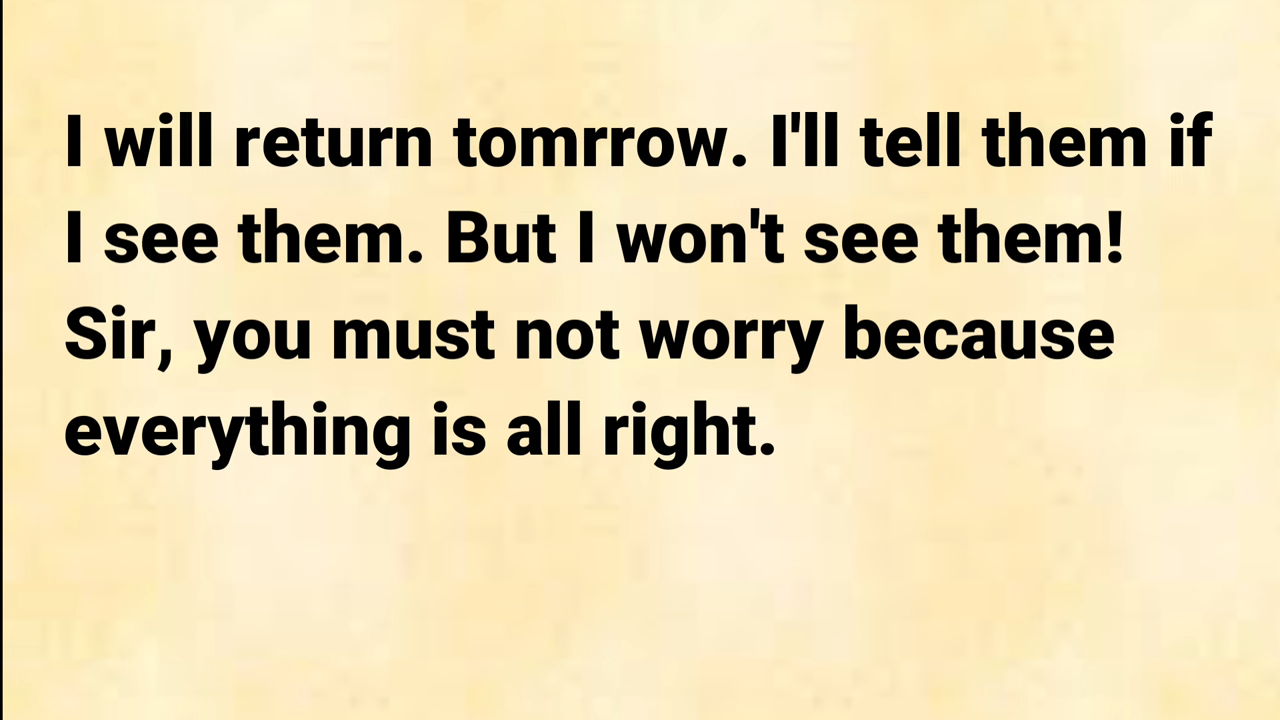 I will return tomrrow. I'll tell them if
I see them. But I won't see them!
Sir, you must not worry because
everything is all right.